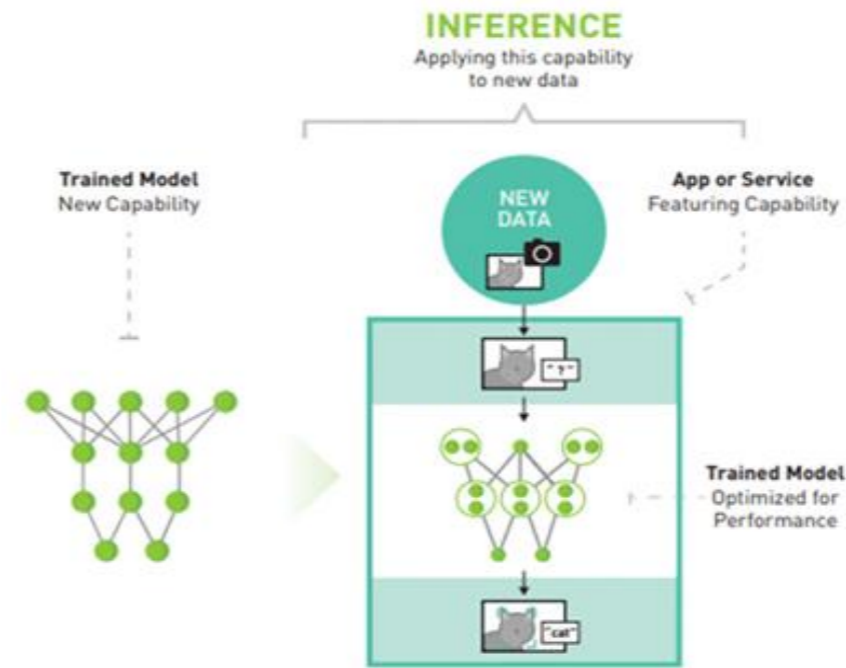 INFERENCE
Applying this capability
to new data
Trained Model
New Capability
NEW
DATA
App or Service
Featuring Capability
"?"
Trained Model
Optimized for
Performance
"cat"